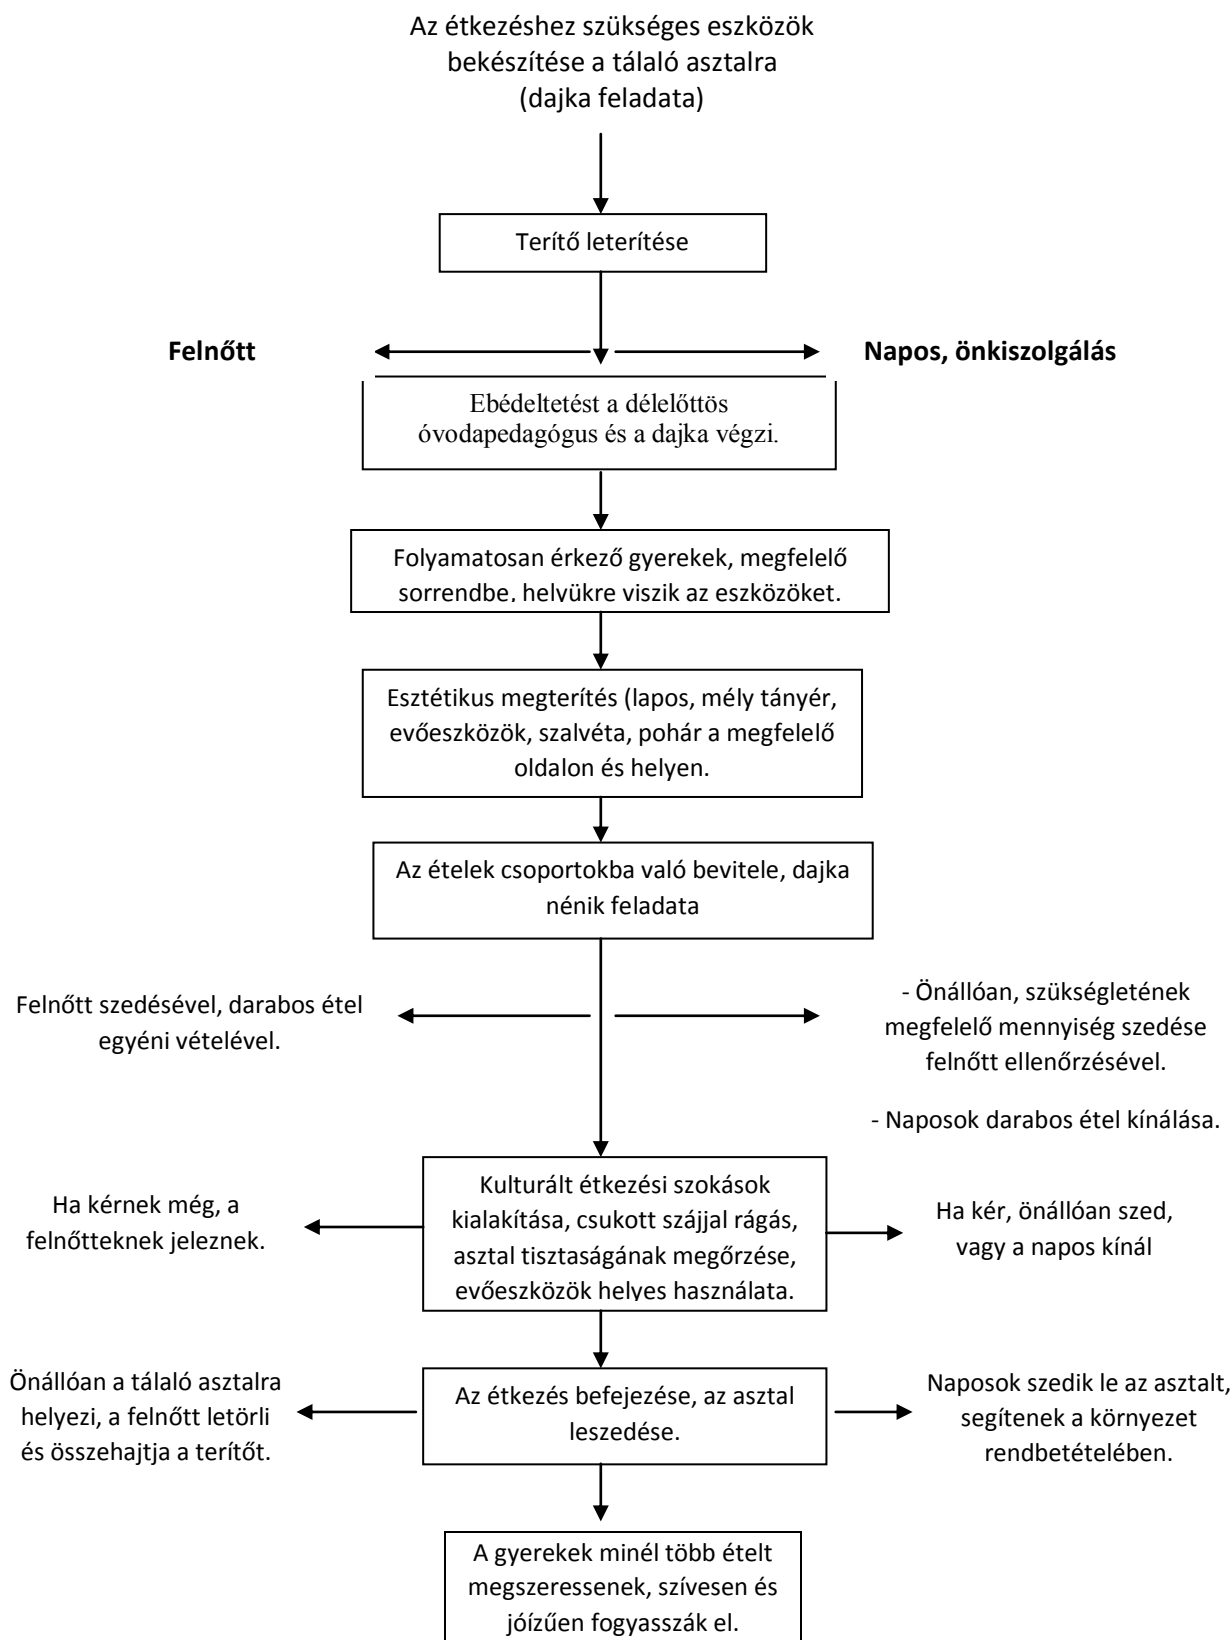 Az étkezéshez szükséges eszközök
bekészítése a tálaló asztalra
(dajka feladata)
Terítő leterítése
Felnőtt
Napos, önkiszolgálás
Ebédeltetést a délelőttös
óvodapedagógus és a dajka végzi.
Folyamatosan érkező gyerekek, megfelelő
sorrendbe, helyükre viszik az eszközöket.
Esztétikus megterítés (lapos, mély tányér,
evőeszközök, szalvéta, pohár a megfelelő
oldalon és helyen.
Az ételek csoportokba való bevitele, dajka
nénik feladata
Felnőtt szedésével, darabos étel
egyéni vételével.
- Önállóan, szükségletének
megfelelő mennyiség szedése
felnőtt ellenőrzésével.
- Naposok darabos étel kínálása.
Ha kérnek még, a
felnőtteknek jeleznek.
Kulturált étkezési szokások
kialakítása, csukott szájjal rágás,
asztal tisztaságának megőrzése,
evőeszközök helyes használata.
Ha kér, önállóan szed,
vagy a napos kínál
Önállóan a tálaló asztalra
helyezi, a felnőtt letörli
és összehajtja a terítőt.
Az étkezés befejezése, az asztal
leszedése.
Naposok szedik le az asztalt,
segítenek a környezet
rendbetételében.
A gyerekek minél több ételt
megszeressenek, szívesen és
jóízűen fogyasszák el.